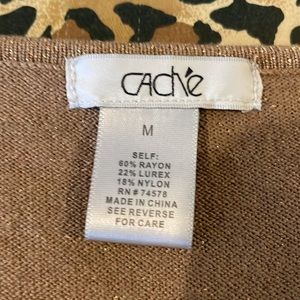 caché
M
SELF:
60% RAYON
22% LUREX
18% NYLON
RN # 74578
MADE IN CHINA
SEE REVERSE
FOR CARE